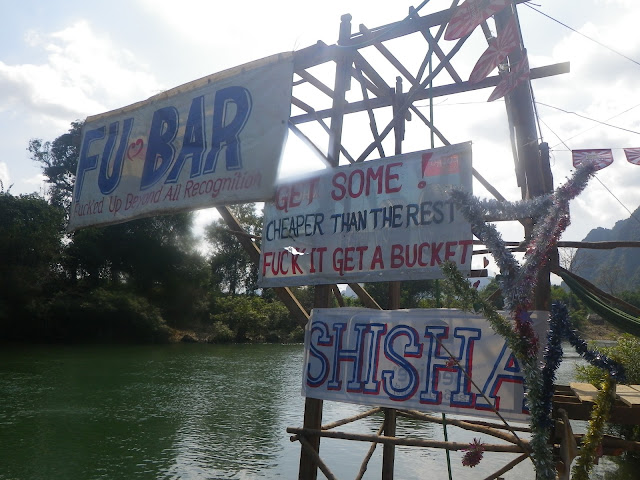 FU BAR
Fucked Up Beyond All Recognition
GET SOME!
CHEAPER THAN THE REST
FUCK IT GET A BUCKET
SHISHA